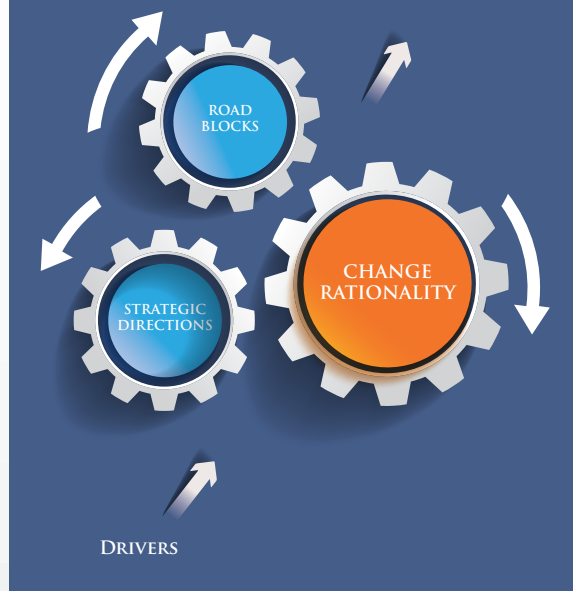 ROAD
BLOCKS
CHANGE
RATIONALITY
STRATEGIC
DIRECTIONS
DRIVERS